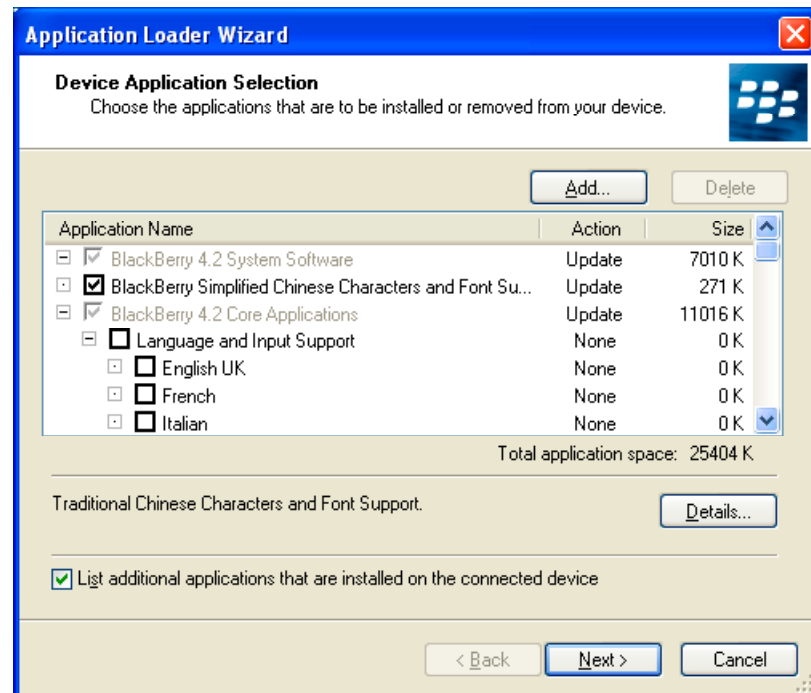 Application Loader Wizard
Device Application Selection
Choose the applications that are to be installed or removed from your device.
Add... Delete
Application Name Action Size
BlackBerry 4.2 System Software Update 7010 K
BlackBerry Simplified Chinese Characters and Font Su... Update 271 K
BlackBerry 4.2 Core Applications Update 11016 K
Language and Input Support None 0 K
English UK None 0 K
French None 0 K
Italian None 0 K
Total application space: 25404 K
Traditional Chinese Characters and Font Support. Details...
List additional applications that are installed on the connected device
< Back Next > Cancel